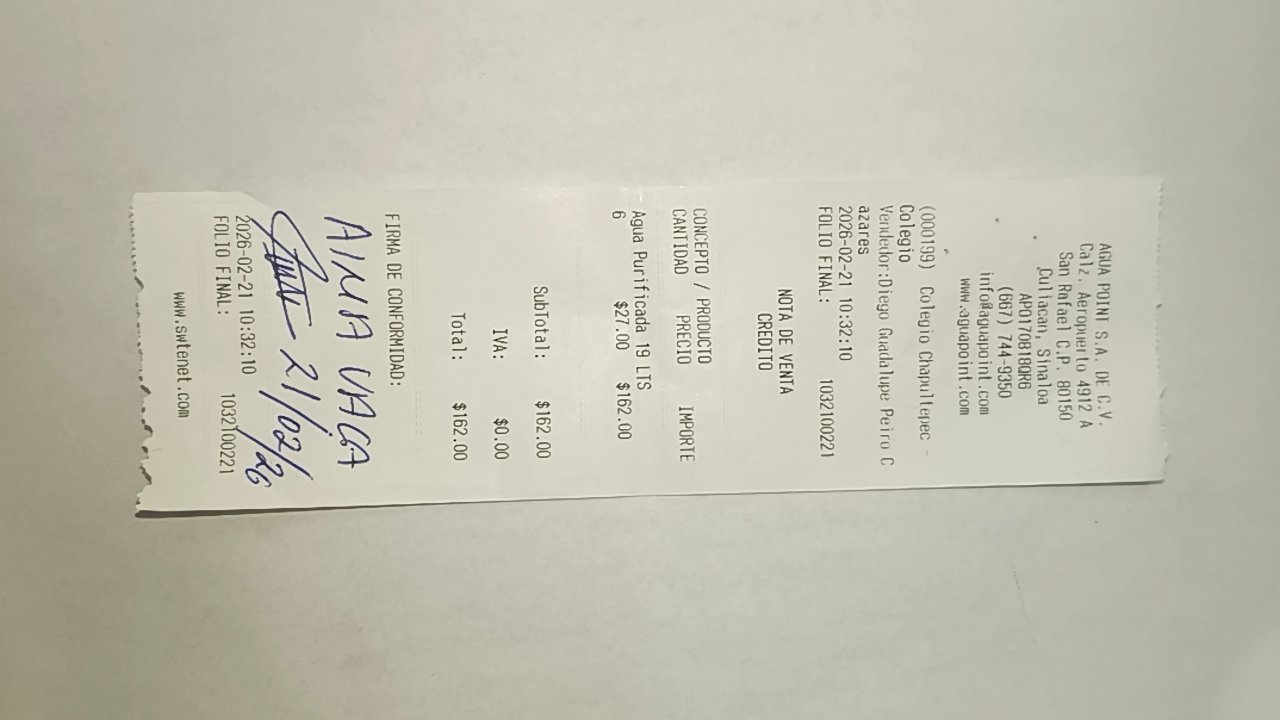 AGUA POINT S.A. DE C.V.
Calz. Aeropuerto 4912 A
San Rafael C.P. 80150
Culiacan, Sinaloa
APO170818QR6
(667) 744-9350
info@aguapoint.com
www.aguapoint.com
(000199) Colegio Chapultepec -
Colegio
Vendedor:Diego Guadalupe Peiro C
azares
2026-02-21 10:32:10
FOLIO FINAL: 1032100221
NOTA DE VENTA
CREDITO
CONCEPTO / PRODUCTO
CANTIDAD PRECIO IMPORTE
Agua Purificada 19 LTS
6 $27.00 $162.00
SubTotal: $162.00
IVA: $0.00
Total: $162.00
FIRMA DE CONFORMIDAD:
AINA VAGA
21/02/26
2026-02-21 10:32:10
FOLIO FINAL: 1032100221
www.swtenet.com